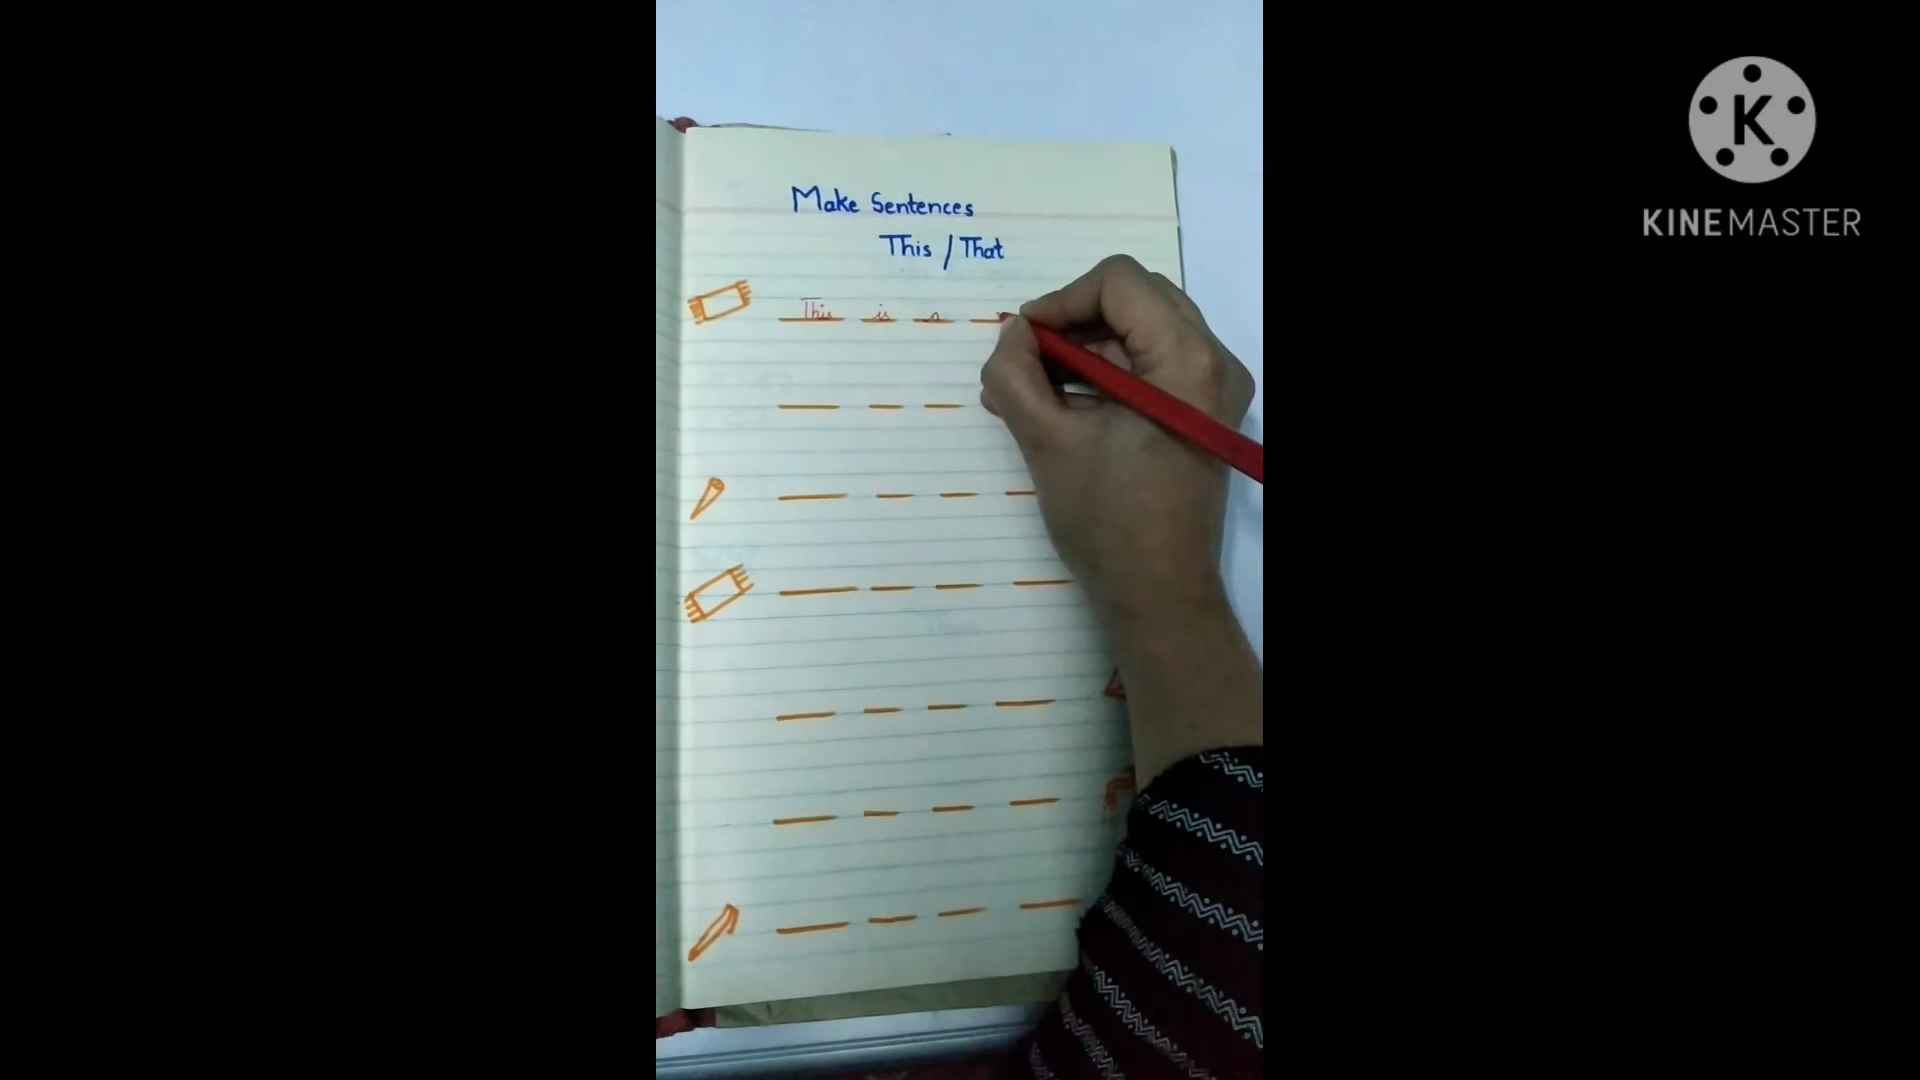 Make Sentences
This / That
This is a
KINEMASTER